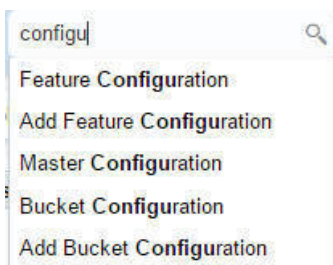 configu
Feature Configuration
Add Feature Configuration
Master Configuration
Bucket Configuration
Add Bucket Configuration